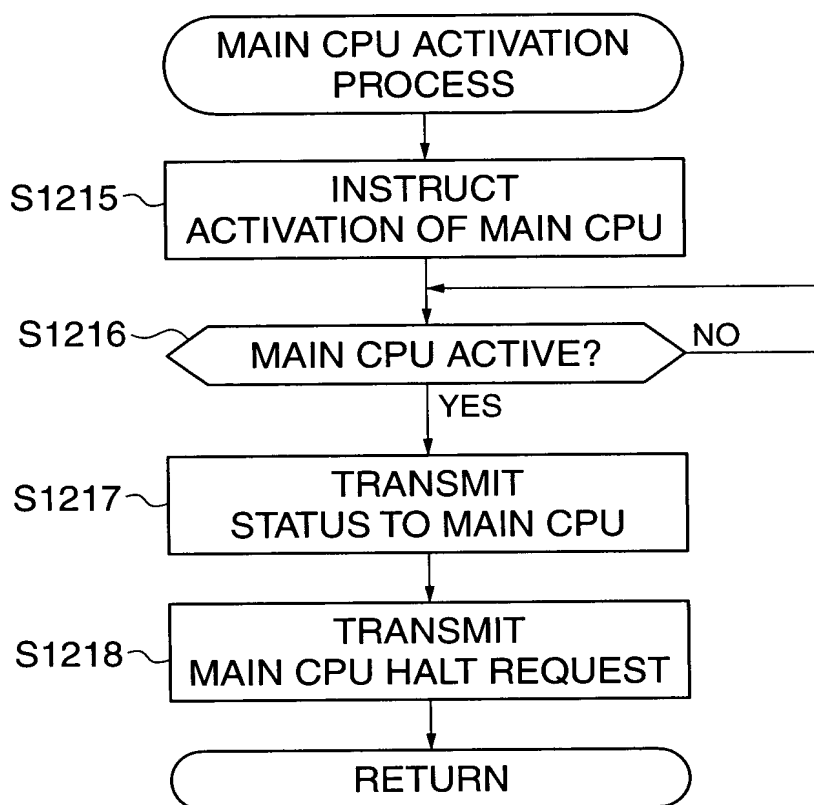 MAIN CPU ACTIVATION
PROCESS
S1215
INSTRUCT
ACTIVATION OF MAIN CPU
S1216
MAIN CPU ACTIVE?
NO
YES
S1217
TRANSMIT
STATUS TO MAIN CPU
S1218
TRANSMIT
MAIN CPU HALT REQUEST
RETURN